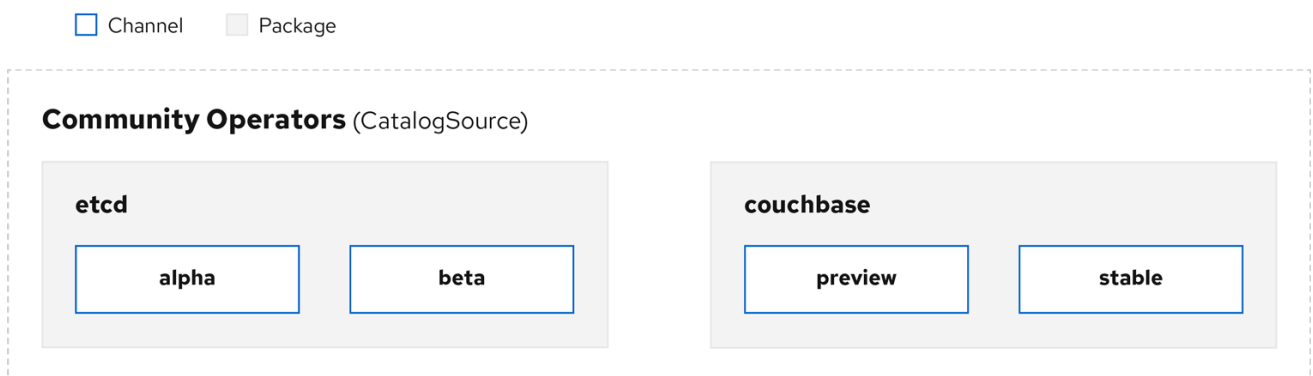 Channel Package
Community Operators (CatalogSource)
etcd
alpha beta
couchbase
preview stable